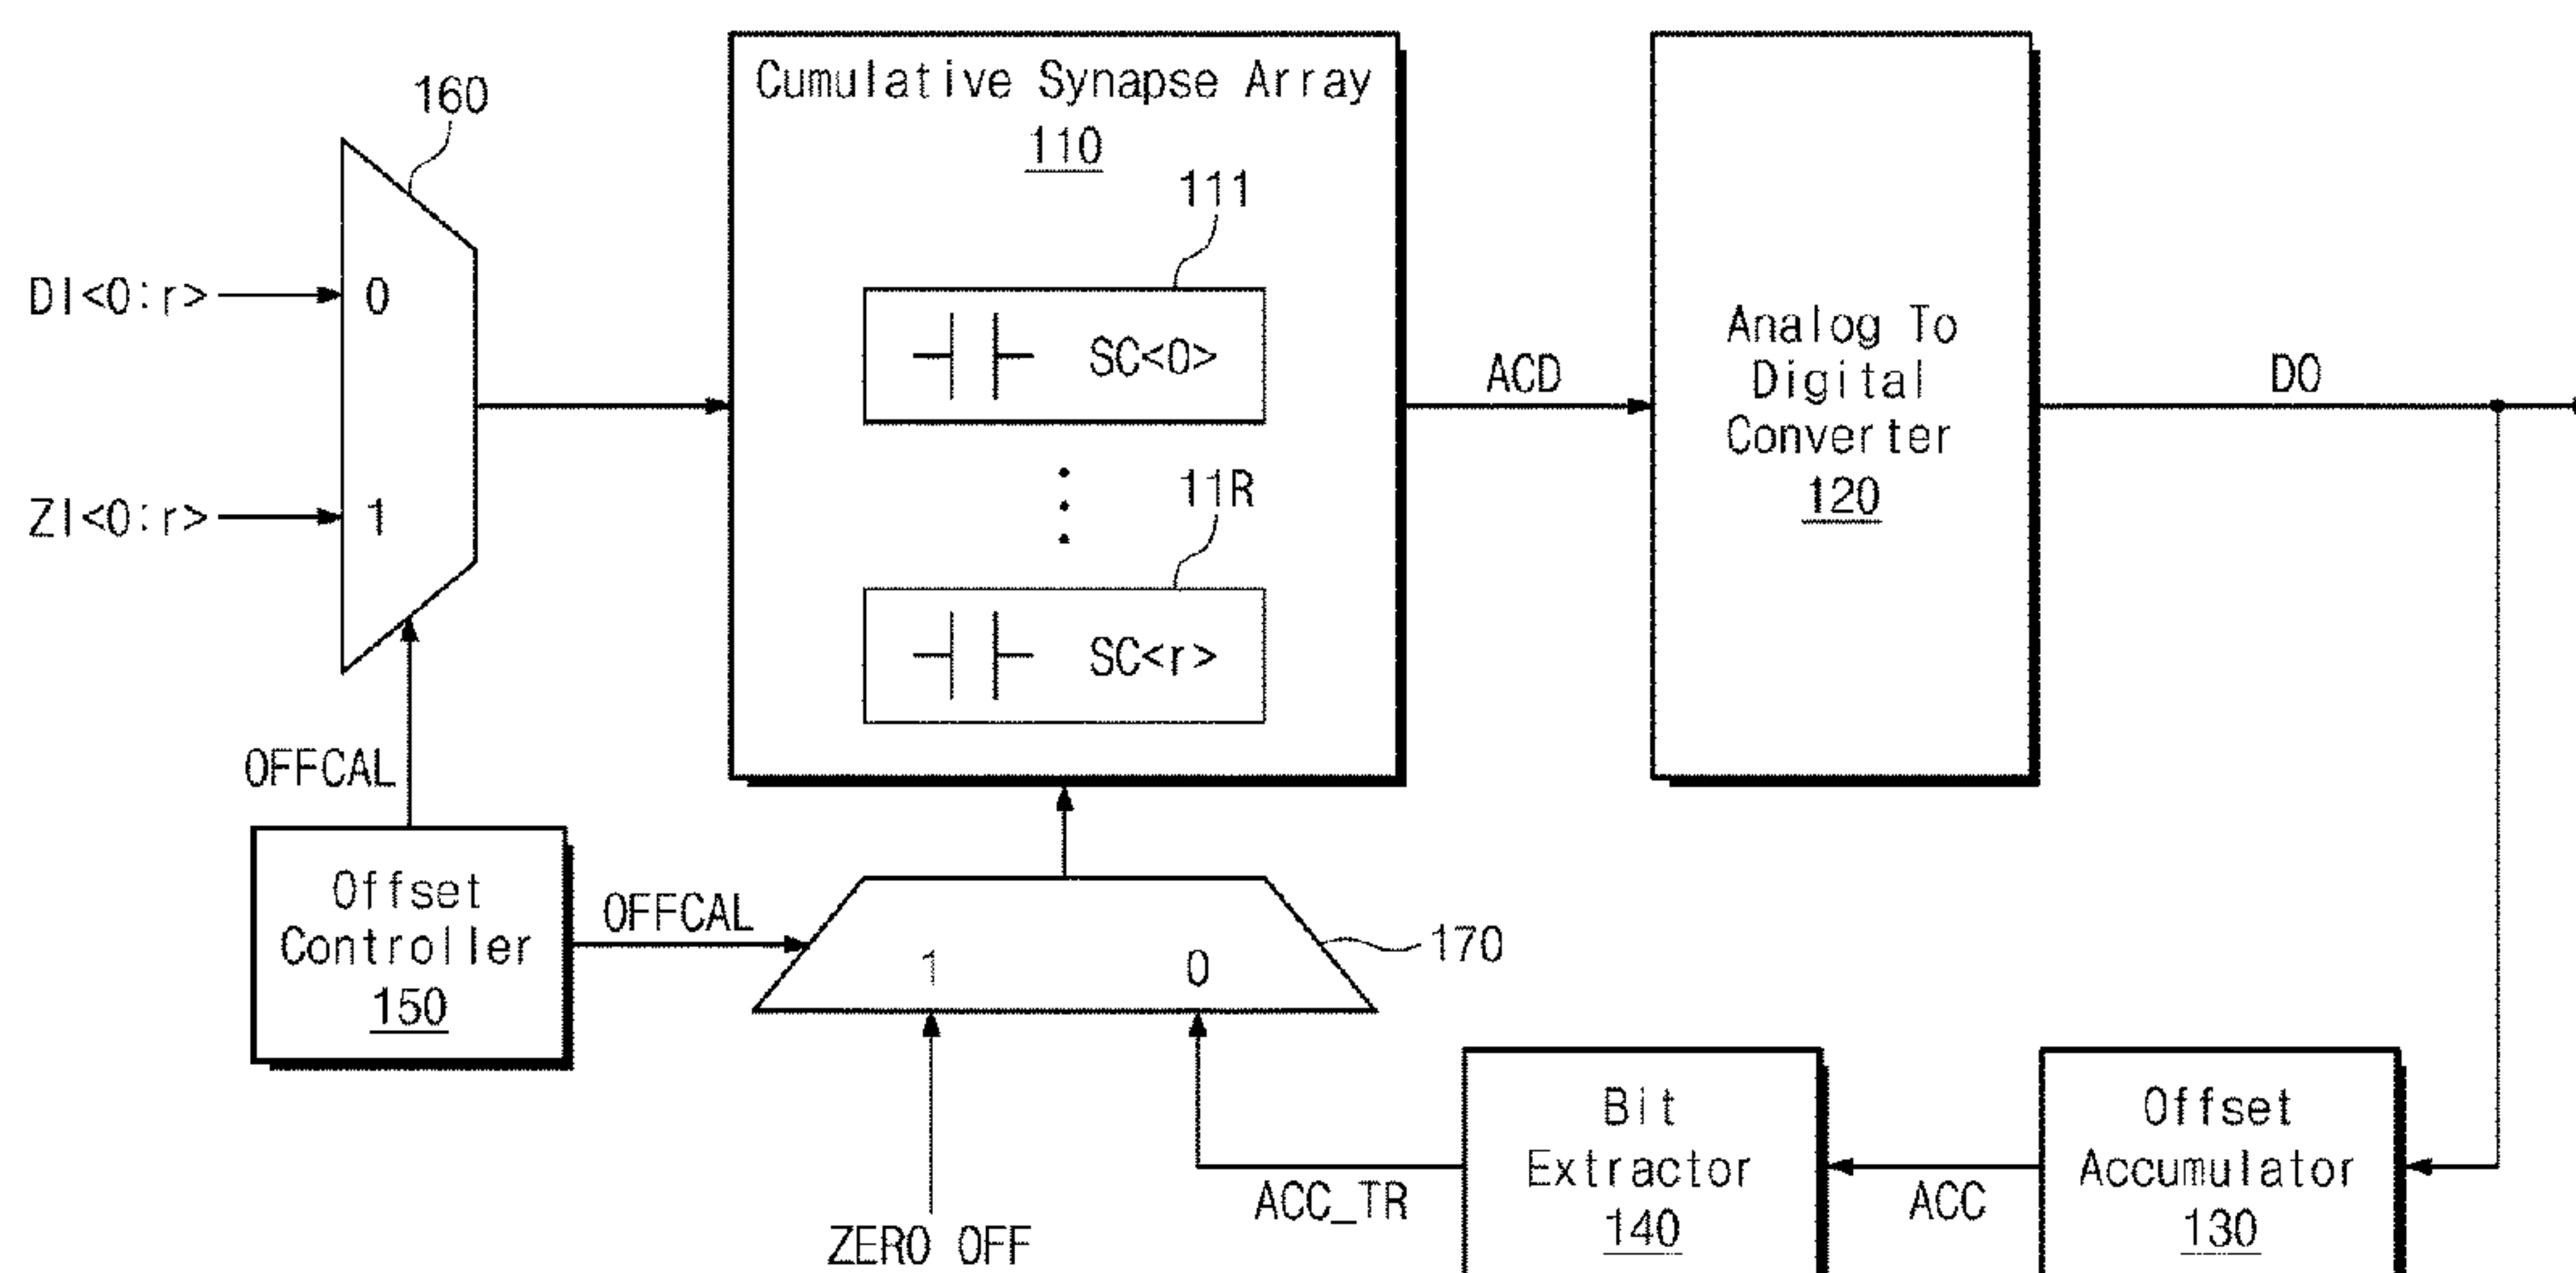 Cumulative Synapse Array
110
160
111
DI<0:r>
0
SC<0>
ACD
Analog To
Digital
Converter
120
DO
11R
ZI<0:r>
1
SC<r>
OFFCAL
Offset
Controller
150
OFFCAL
1
0
170
ZERO OFF
ACC_TR
Bit
Extractor
140
ACC
Offset
Accumulator
130